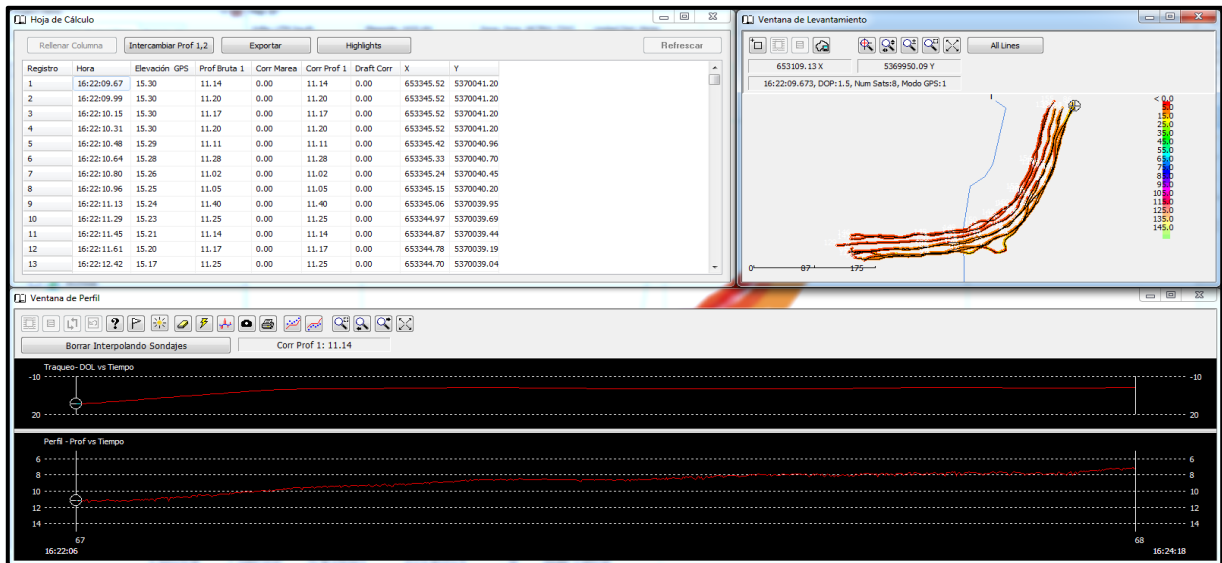 Hoja de Cálculo
Rellenar Columna Intercambiar Prof 1,2 Exportar Highlights Refrescar
Registro Hora Elevación GPS Prof Bruta 1 Corr Marea Corr Prof 1 Draft Corr X Y
1 16:22:09.67 15.30 11.14 0.00 11.14 0.00 653345.52 5370041.20
2 16:22:09.99 15.30 11.20 0.00 11.20 0.00 653345.52 5370041.20
3 16:22:10.15 15.30 11.17 0.00 11.17 0.00 653345.52 5370041.20
4 16:22:10.31 15.30 11.20 0.00 11.20 0.00 653345.52 5370041.20
5 16:22:10.48 15.29 11.11 0.00 11.11 0.00 653345.42 5370040.96
6 16:22:10.64 15.28 11.28 0.00 11.28 0.00 653345.33 5370040.70
7 16:22:10.80 15.26 11.02 0.00 11.02 0.00 653345.24 5370040.45
8 16:22:10.96 15.25 11.05 0.00 11.05 0.00 653345.15 5370040.20
9 16:22:11.13 15.24 11.40 0.00 11.40 0.00 653345.06 5370039.95
10 16:22:11.29 15.23 11.25 0.00 11.25 0.00 653344.97 5370039.69
11 16:22:11.45 15.21 11.14 0.00 11.14 0.00 653344.87 5370039.44
12 16:22:11.61 15.20 11.17 0.00 11.17 0.00 653344.78 5370039.19
13 16:22:12.42 15.17 11.25 0.00 11.25 0.00 653344.70 5370039.04
Ventana de Levantamiento
All Lines
653109.13 X 5369950.09 Y
16:22:09.673, DOP:1.5, Num Sats:8, Modo GPS:1
< 0.0
5.0
15.0
25.0
35.0
45.0
55.0
65.0
75.0
85.0
95.0
105.0
115.0
125.0
135.0
145.0
0 87 175
Ventana de Perfil
Borrar Interpolando Sondajes Corr Prof 1: 11.14
Traqueo- DOL vs Tiempo
-10 -10
20 20
Perfil - Prof vs Tiempo
6 6
8 8
10 10
12 12
14 14
67 68
16:22:06 16:24:18